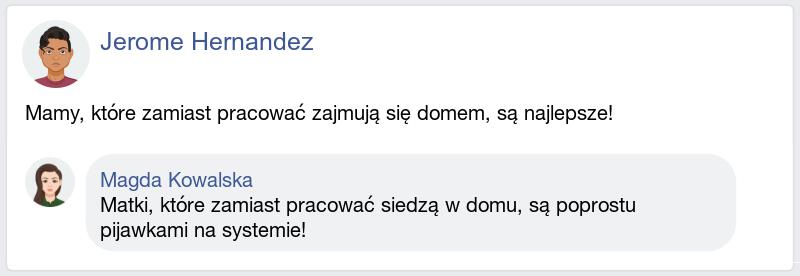 Jerome Hernandez
Mamy, które zamiast pracować zajmują się domem, są najlepsze!
Magda Kowalska
Matki, które zamiast pracować siedzą w domu, są poprostu
pijawkami na systemie!